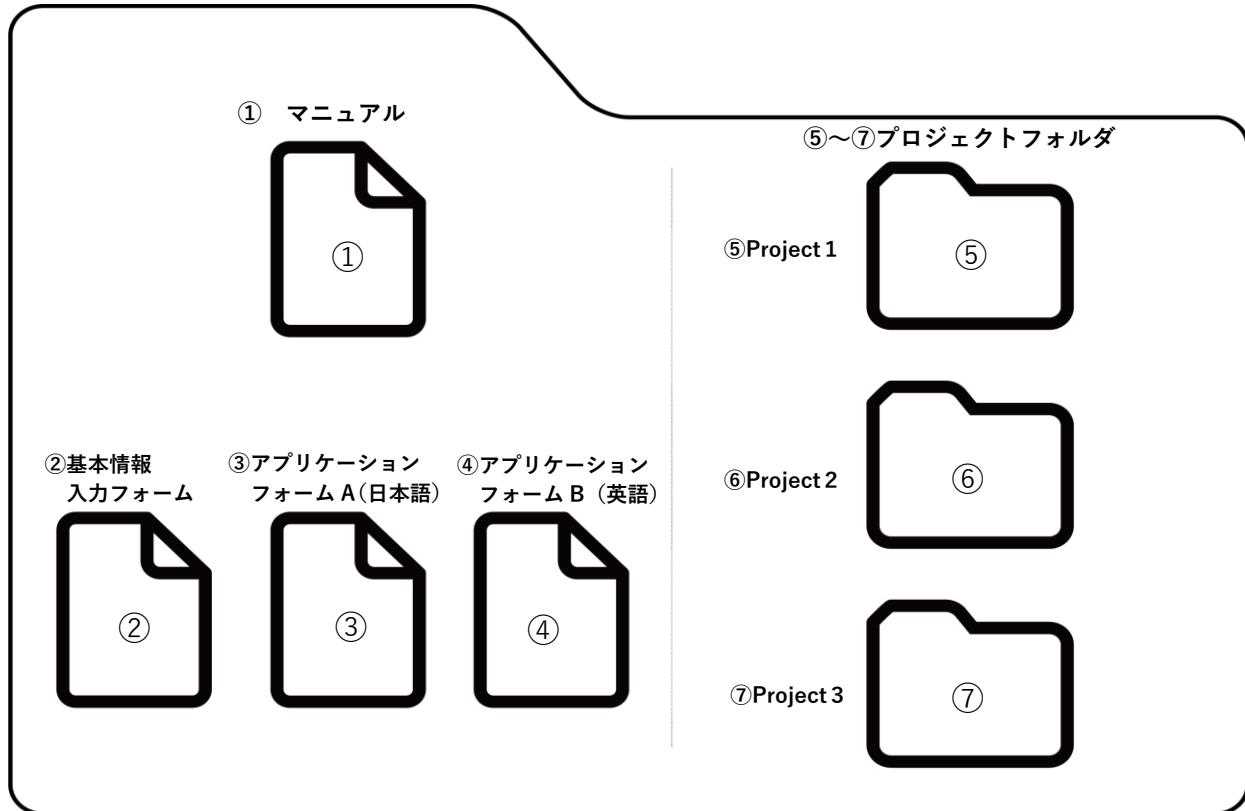 ① マニュアル
①
②基本情報
入力フォーム
③アプリケーション
フォーム A(日本語)
④アプリケーション
フォーム B (英語)
②
③
④
⑤〜⑦プロジェクトフォルダ
⑤Project 1
⑤
⑥Project 2
⑥
⑦Project 3
⑦